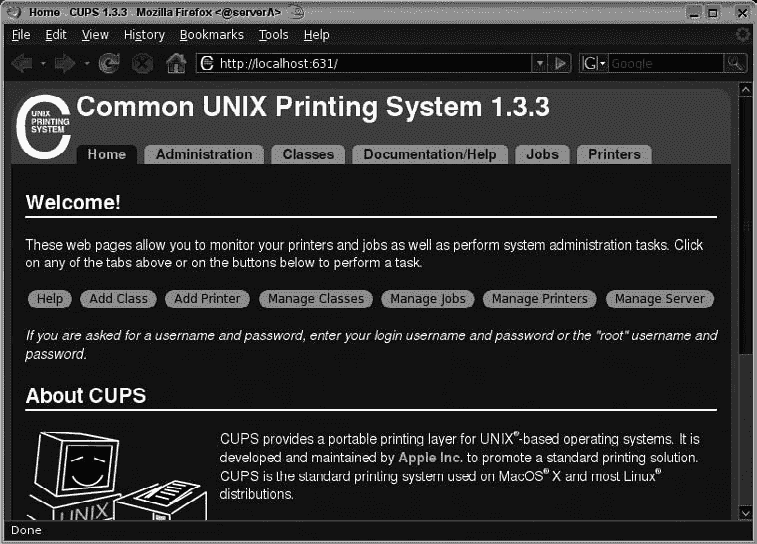 Home - CUPS 1.3.3 - Mozilla Firefox <@serverA>
File Edit View History Bookmarks Tools Help
http://localhost:631/
G Google
UNIX
PRINTING
SYSTEM
Common UNIX Printing System 1.3.3
Home Administration Classes Documentation/Help Jobs Printers
Welcome!
These web pages allow you to monitor your printers and jobs as well as perform system administration tasks. Click
on any of the tabs above or on the buttons below to perform a task.
Help Add Class Add Printer Manage Classes Manage Jobs Manage Printers Manage Server
If you are asked for a username and password, enter your login username and password or the "root" username and
password.
About CUPS
CUPS provides a portable printing layer for UNIX®-based operating systems. It is
developed and maintained by Apple Inc. to promote a standard printing solution.
CUPS is the standard printing system used on MacOS® X and most Linux®
distributions.
UNIX
Done